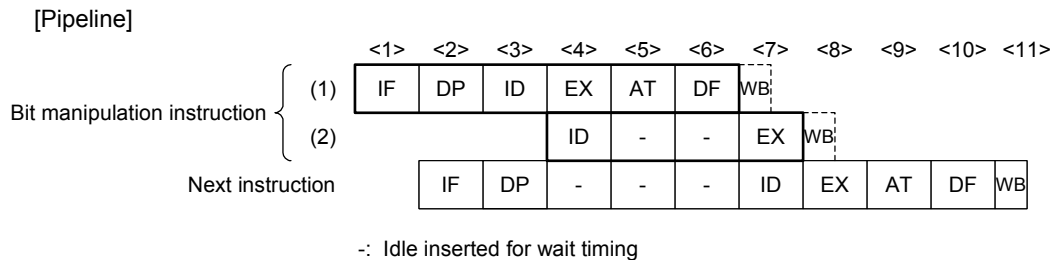 [Pipeline]
<1> <2> <3> <4> <5> <6> <7> <8> <9> <10> <11>
(1) IF DP ID EX AT DF WB
Bit manipulation instruction
(2) ID - - EX WB
Next instruction IF DP - - - ID EX AT DF WB
-: Idle inserted for wait timing